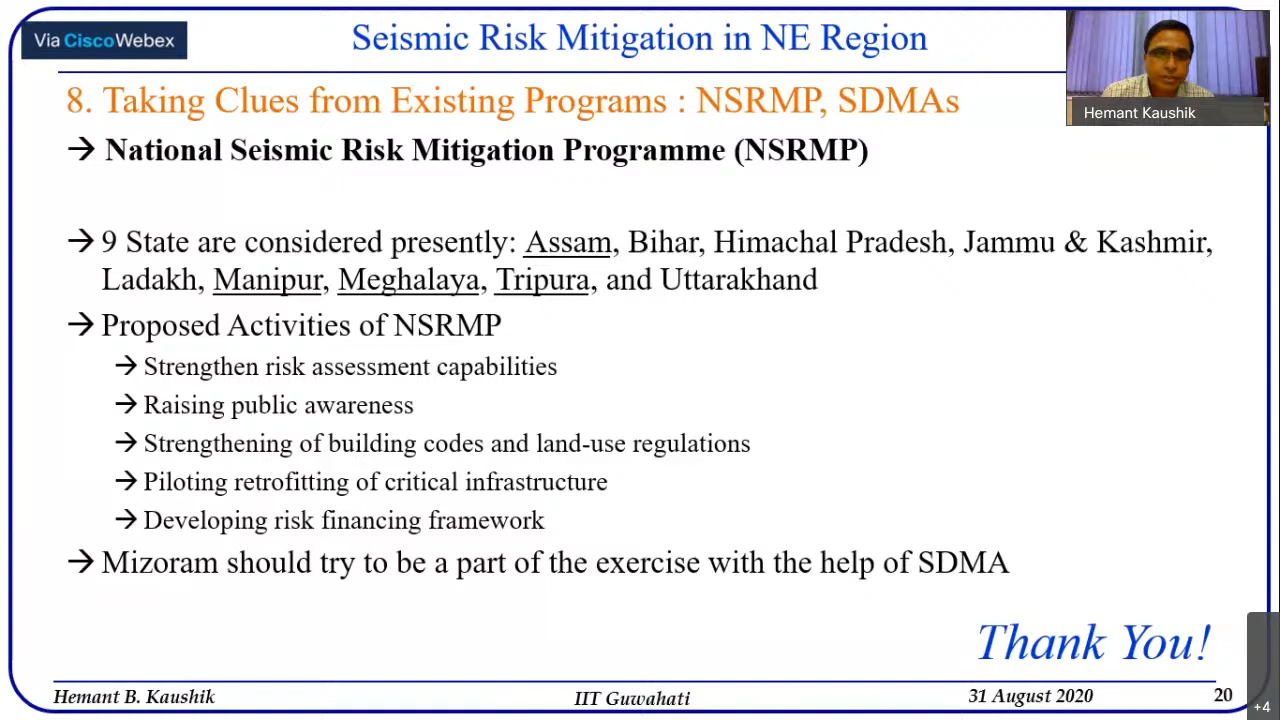 Via CiscoWebex
Seismic Risk Mitigation in NE Region
Hemant Kaushik
8. Taking Clues from Existing Programs : NSRMP, SDMAs
→ National Seismic Risk Mitigation Programme (NSRMP)
→ 9 State are considered presently: Assam, Bihar, Himachal Pradesh, Jammu & Kashmir,
Ladakh, Manipur, Meghalaya, Tripura, and Uttarakhand
→ Proposed Activities of NSRMP
→ Strengthen risk assessment capabilities
→ Raising public awareness
→ Strengthening of building codes and land-use regulations
→ Piloting retrofitting of critical infrastructure
→ Developing risk financing framework
→ Mizoram should try to be a part of the exercise with the help of SDMA
Thank You!
Hemant B. Kaushik IIT Guwahati 31 August 2020 20
+4